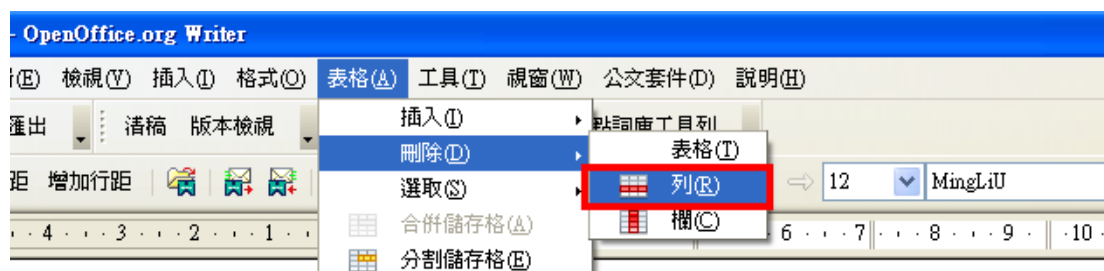 - OpenOffice.org Writer
(E) 檢視(V) 插入(I) 格式(O) 表格(A) 工具(T) 視窗(W) 公文套件(D) 說明(H)
匯出 清稿 版本檢視
插入(I)
刪除(D)
選取(S)
合併儲存格(A)
分割儲存格(E)
表格(T)
列(R)
欄(C)
距 增加行距
12 MingLiU
4 3 2 1 6 7 8 9 10